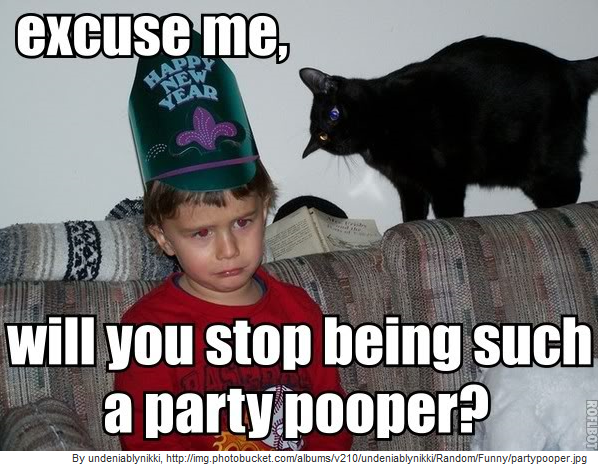 excuse me,
HAPPY
NEW
YEAR
will you stop being such
a party pooper?
ROFLBOT
By undeniablynikki, http://img.photobucket.com/albums/v210/undeniablynikki/Random/Funny/partypooper.jpg